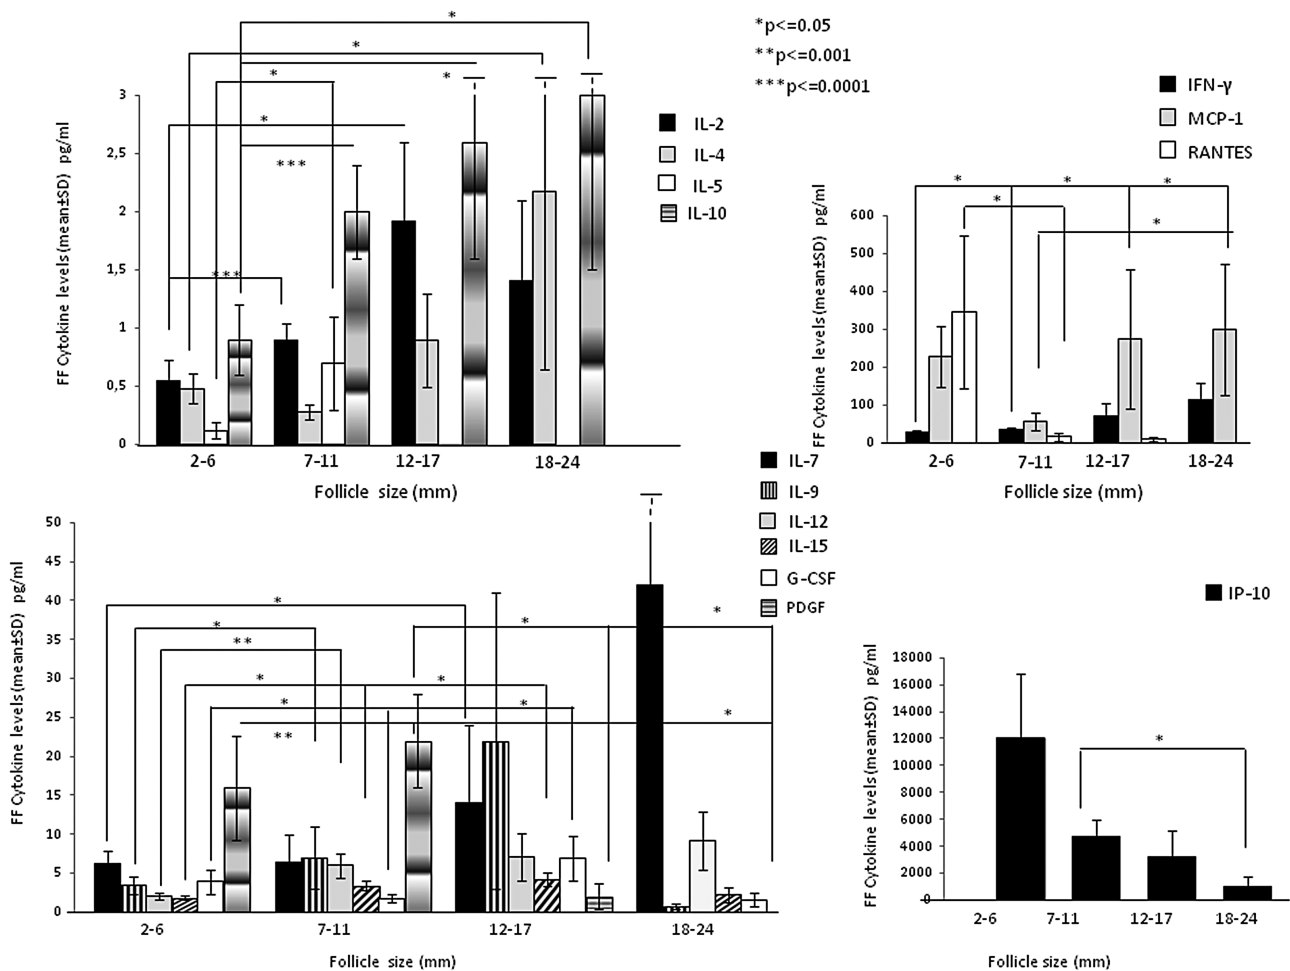 *p<=0.05
**p<=0.001
***p<=0.0001
FF Cytokine levels (mean±SD) pg/ml
3
2,5
2
1,5
1
0,5
0
*
*
*
*
*
***
***
2-6
7-11
12-17
18-24
Follicle size (mm)
IL-2
IL-4
IL-5
IL-10
IFN-γ
MCP-1
RANTES
FF Cytokine levels (mean±SD) pg/ml
600
500
400
300
200
100
0
* * *
*
*
2-6
7-11
12-17
18-24
Follicle size (mm)
IL-7
IL-9
IL-12
IL-15
G-CSF
PDGF
FF Cytokine levels (mean±SD) pg/ml
50
45
40
35
30
25
20
15
10
5
0
*
* * *
**
* *
* *
** *
2-6
7-11
12-17
18-24
Follicle size (mm)
IP-10
FF Cytokine levels (mean±SD) pg/ml
18000
16000
14000
12000
10000
8000
6000
4000
2000
0
*
2-6
7-11
12-17
18-24
Follicle size (mm)